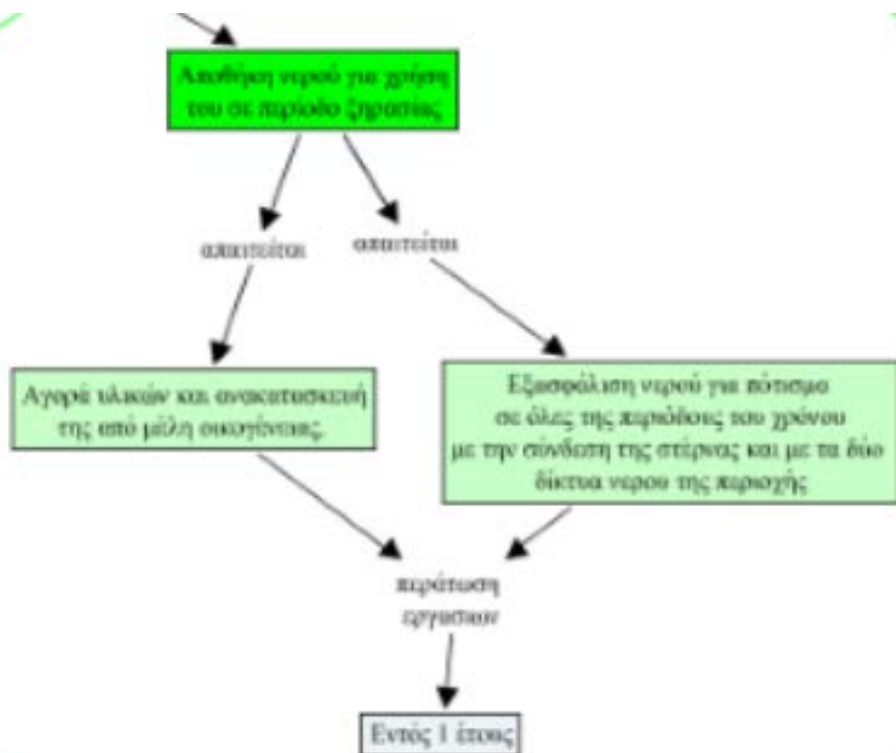 Αποθήκη νερού για χρήση
του σε περίοδο ξηρασίας
απαιτείται
απαιτείται
Αγορά υλικών και ανακατασκευή
της από μέλη οικογένειας.
Εξασφάλιση νερού για πότισμα
σε όλες της περιόδους του χρόνου
με την σύνδεση της στέρνας και με τα δύο
δίκτυα νερου της περιοχής
περάτωση
εργασιων
Εντός 1 έτους